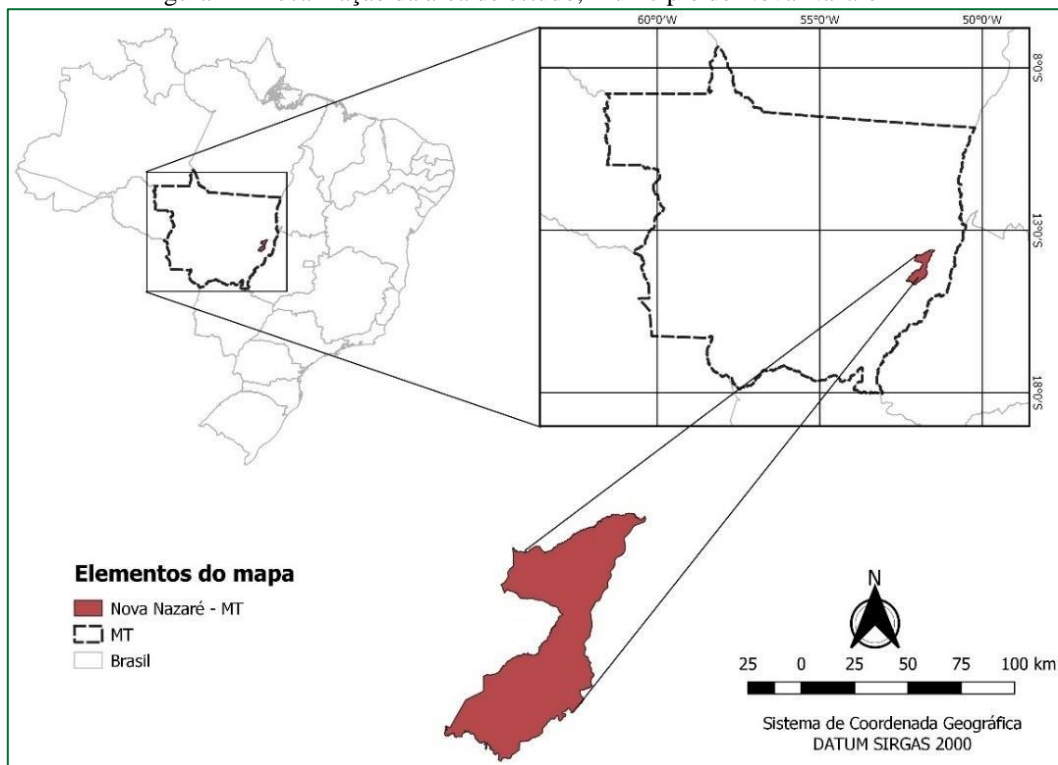 60°0'W 55°0'W 50°0'W
8°0'S
13°0'S
18°0'S
Elementos do mapa
Nova Nazaré - MT
MT
Brasil
N
25 0 25 50 75 100 km
Sistema de Coordenada Geográfica
DATUM SIRGAS 2000